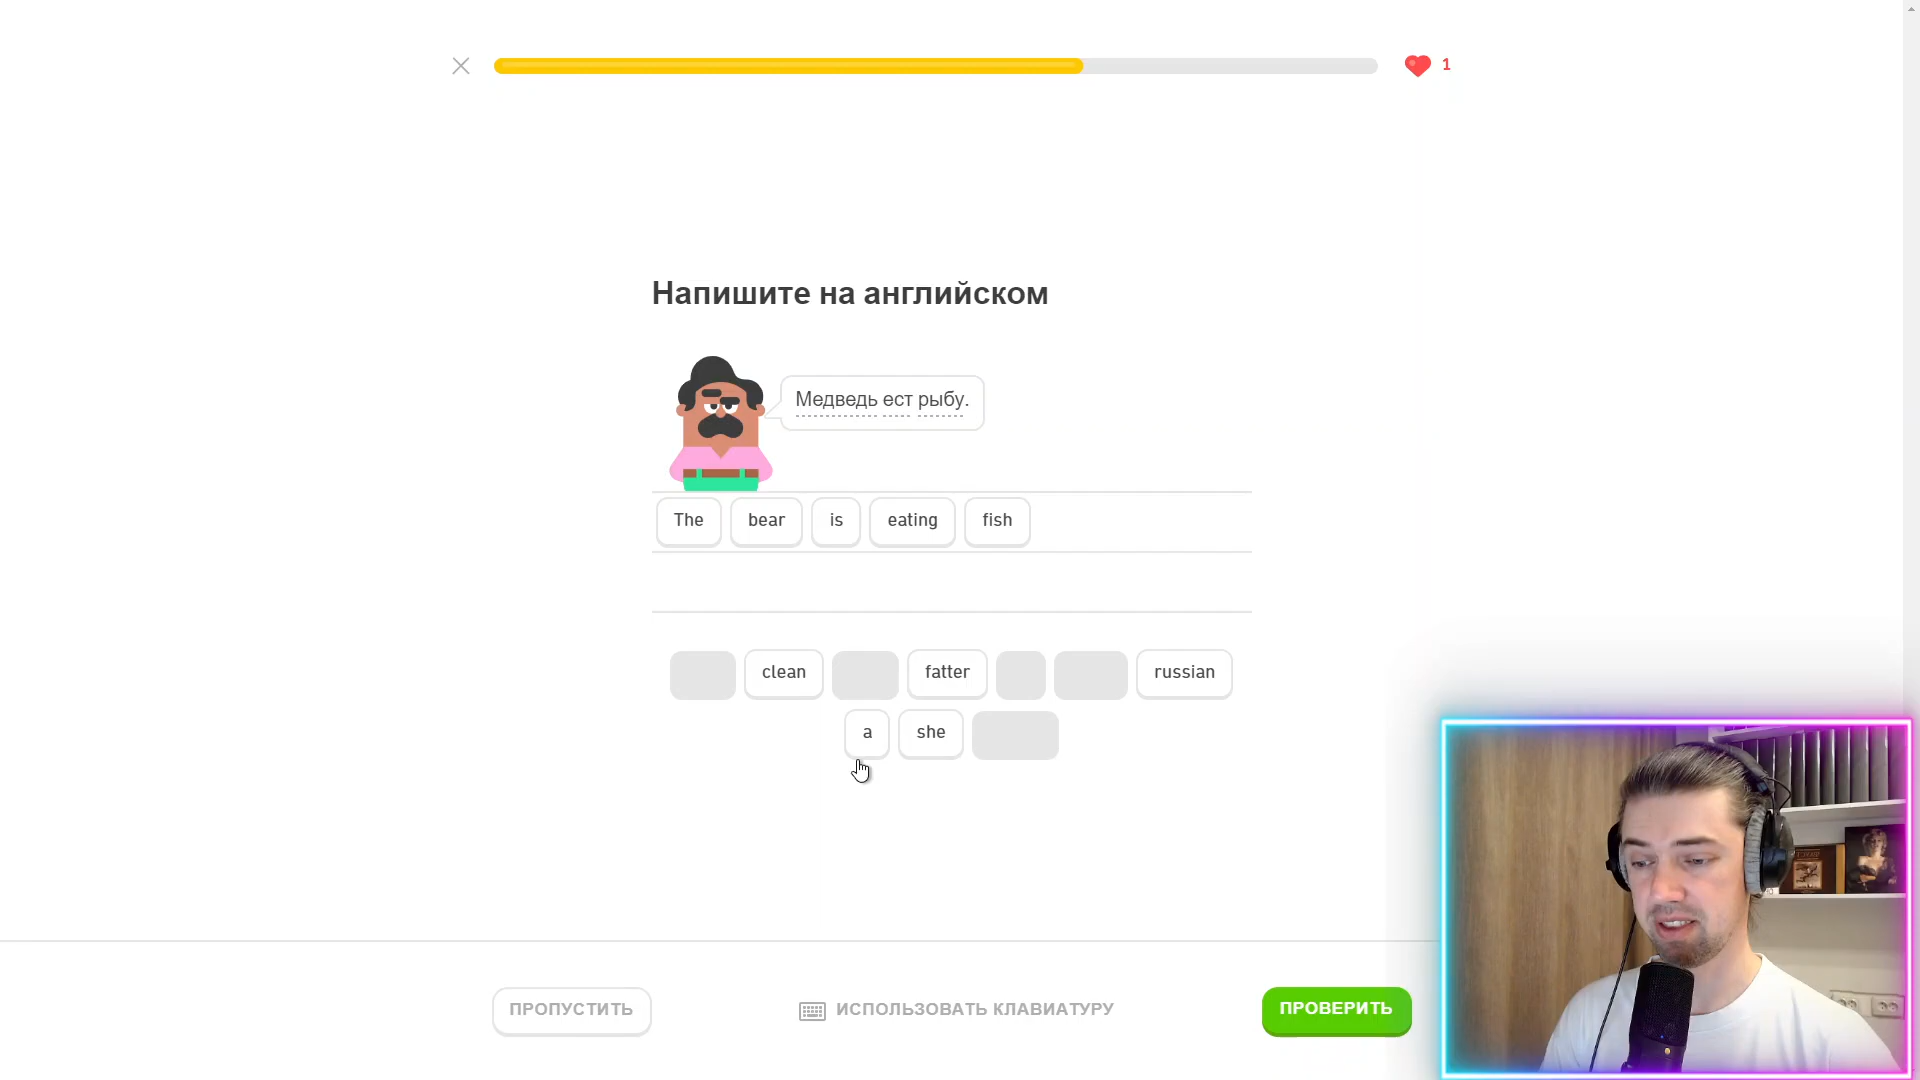 1
Напишите на английском
Медведь ест рыбу.
The bear is eating fish
clean fatter russian
a she
ПРОПУСТИТЬ ИСПОЛЬЗОВАТЬ КЛАВИАТУРУ ПРОВЕРИТЬ